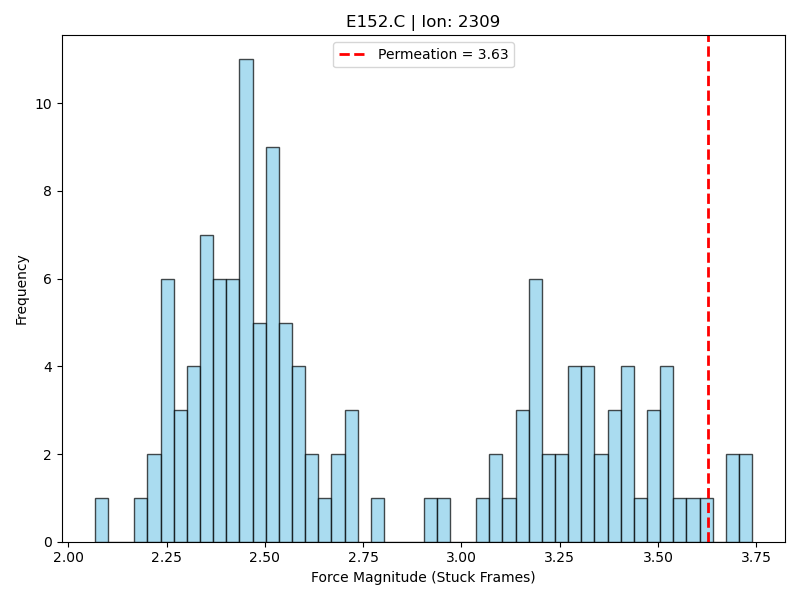 E152.C | Ion: 2309
Permeation = 3.63
Frequency
10
8
6
4
2
0
2.00 2.25 2.50 2.75 3.00 3.25 3.50 3.75
Force Magnitude (Stuck Frames)